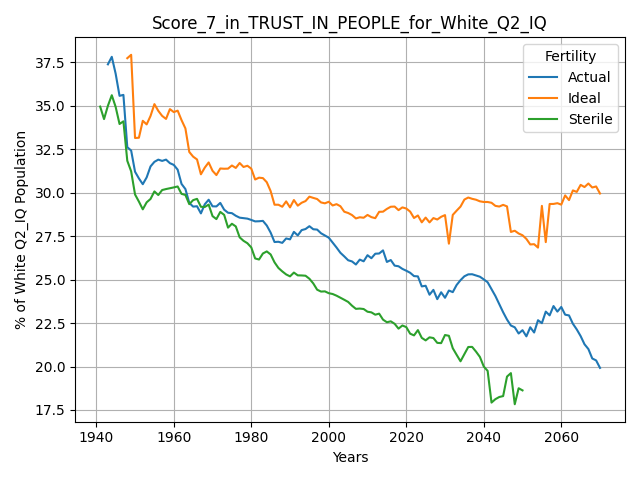 Score_7_in_TRUST_IN_PEOPLE_for_White_Q2_IQ
Fertility
Actual
Ideal
Sterile
% of White Q2_IQ Population
37.5
35.0
32.5
30.0
27.5
25.0
22.5
20.0
17.5
1940
1960
1980
2000
2020
2040
2060
Years